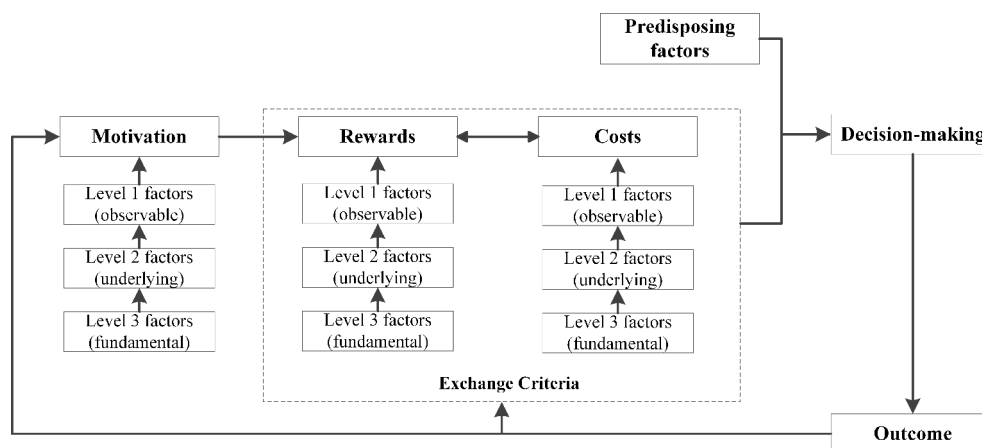 Predisposing
factors
Motivation
Rewards
Costs
Decision-making
Level 1 factors
(observable)
Level 2 factors
(underlying)
Level 3 factors
(fundamental)
Level 1 factors
(observable)
Level 2 factors
(underlying)
Level 3 factors
(fundamental)
Level 1 factors
(observable)
Level 2 factors
(underlying)
Level 3 factors
(fundamental)
Exchange Criteria
Outcome